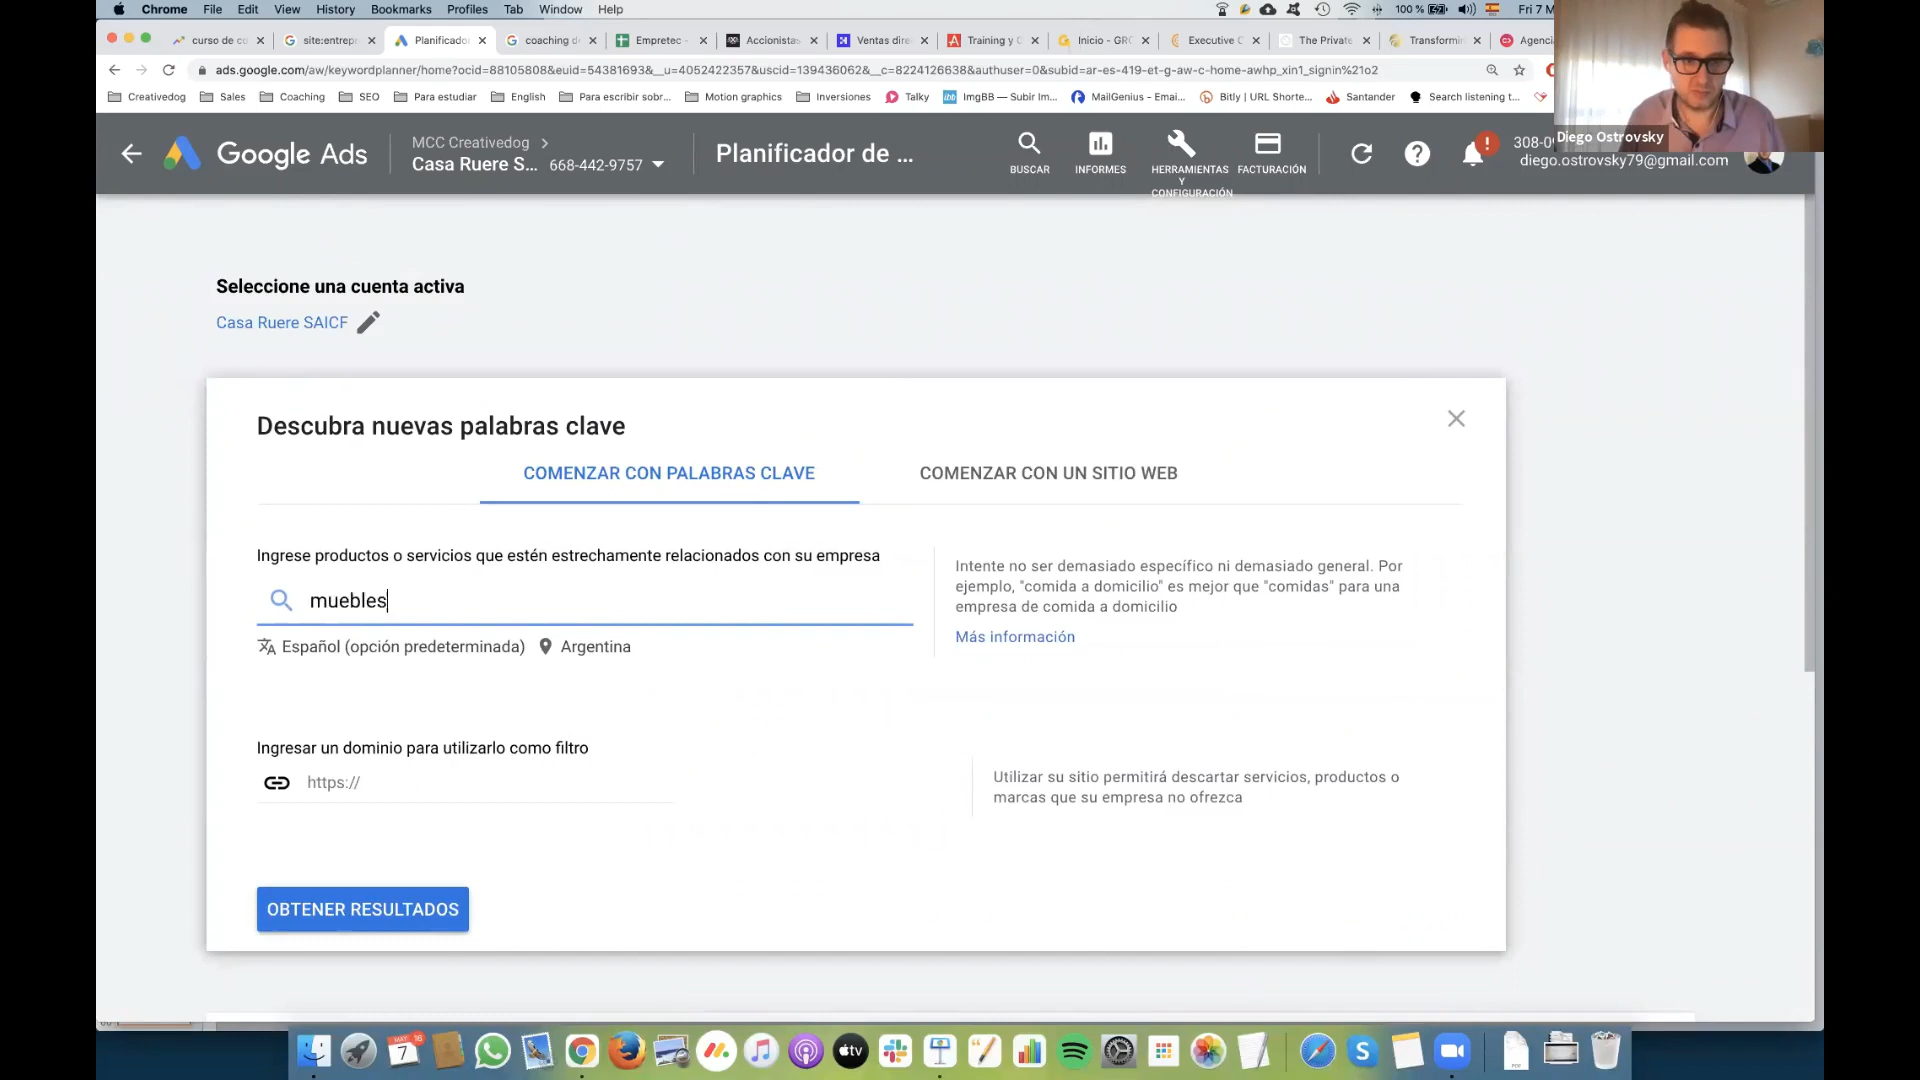 Chrome File Edit View History Bookmarks Profiles Tab Window Help
100 % Fri 7 M
curso de co
site:entrep
Planificado
coaching d
Empretec -
Accionistas
Ventas dire
Training y C
Inicio - GRO
Executive C
The Private
Transformin
Agenci
ads.google.com/aw/keywordplanner/home?ocid=88105808&euid=54381693&__u=4052422357&uscid=139436062&__c=8224126638&authuser=0&subid=ar-es-419-et-g-aw-c-home-awhp_xin1_signin%21o2
Creativedog Sales Coaching SEO Para estudiar English Para escribir sobr... Motion graphics Inversiones Talky ImgBB — Subir Im... MailGenius - Emai... Bitly | URL Shorte... Santander Search listening t...
Diego Ostrovsky
Google Ads
MCC Creativedog
Casa Ruere S... 668-442-9757
Planificador de ...
BUSCAR
INFORMES
HERRAMIENTAS
Y
CONFIGURACIÓN
FACTURACIÓN
diego.ostrovsky79@gmail.com
Seleccione una cuenta activa
Casa Ruere SAICF
Descubra nuevas palabras clave
COMENZAR CON PALABRAS CLAVE
COMENZAR CON UN SITIO WEB
Ingrese productos o servicios que estén estrechamente relacionados con su empresa
muebles
Español (opción predeterminada) Argentina
Intente no ser demasiado específico ni demasiado general. Por
ejemplo, "comida a domicilio" es mejor que "comidas" para una
empresa de comida a domicilio
Más información
Ingresar un dominio para utilizarlo como filtro
https://
Utilizar su sitio permitirá descartar servicios, productos o
marcas que su empresa no ofrezca
OBTENER RESULTADOS
MAY
7
16
tv